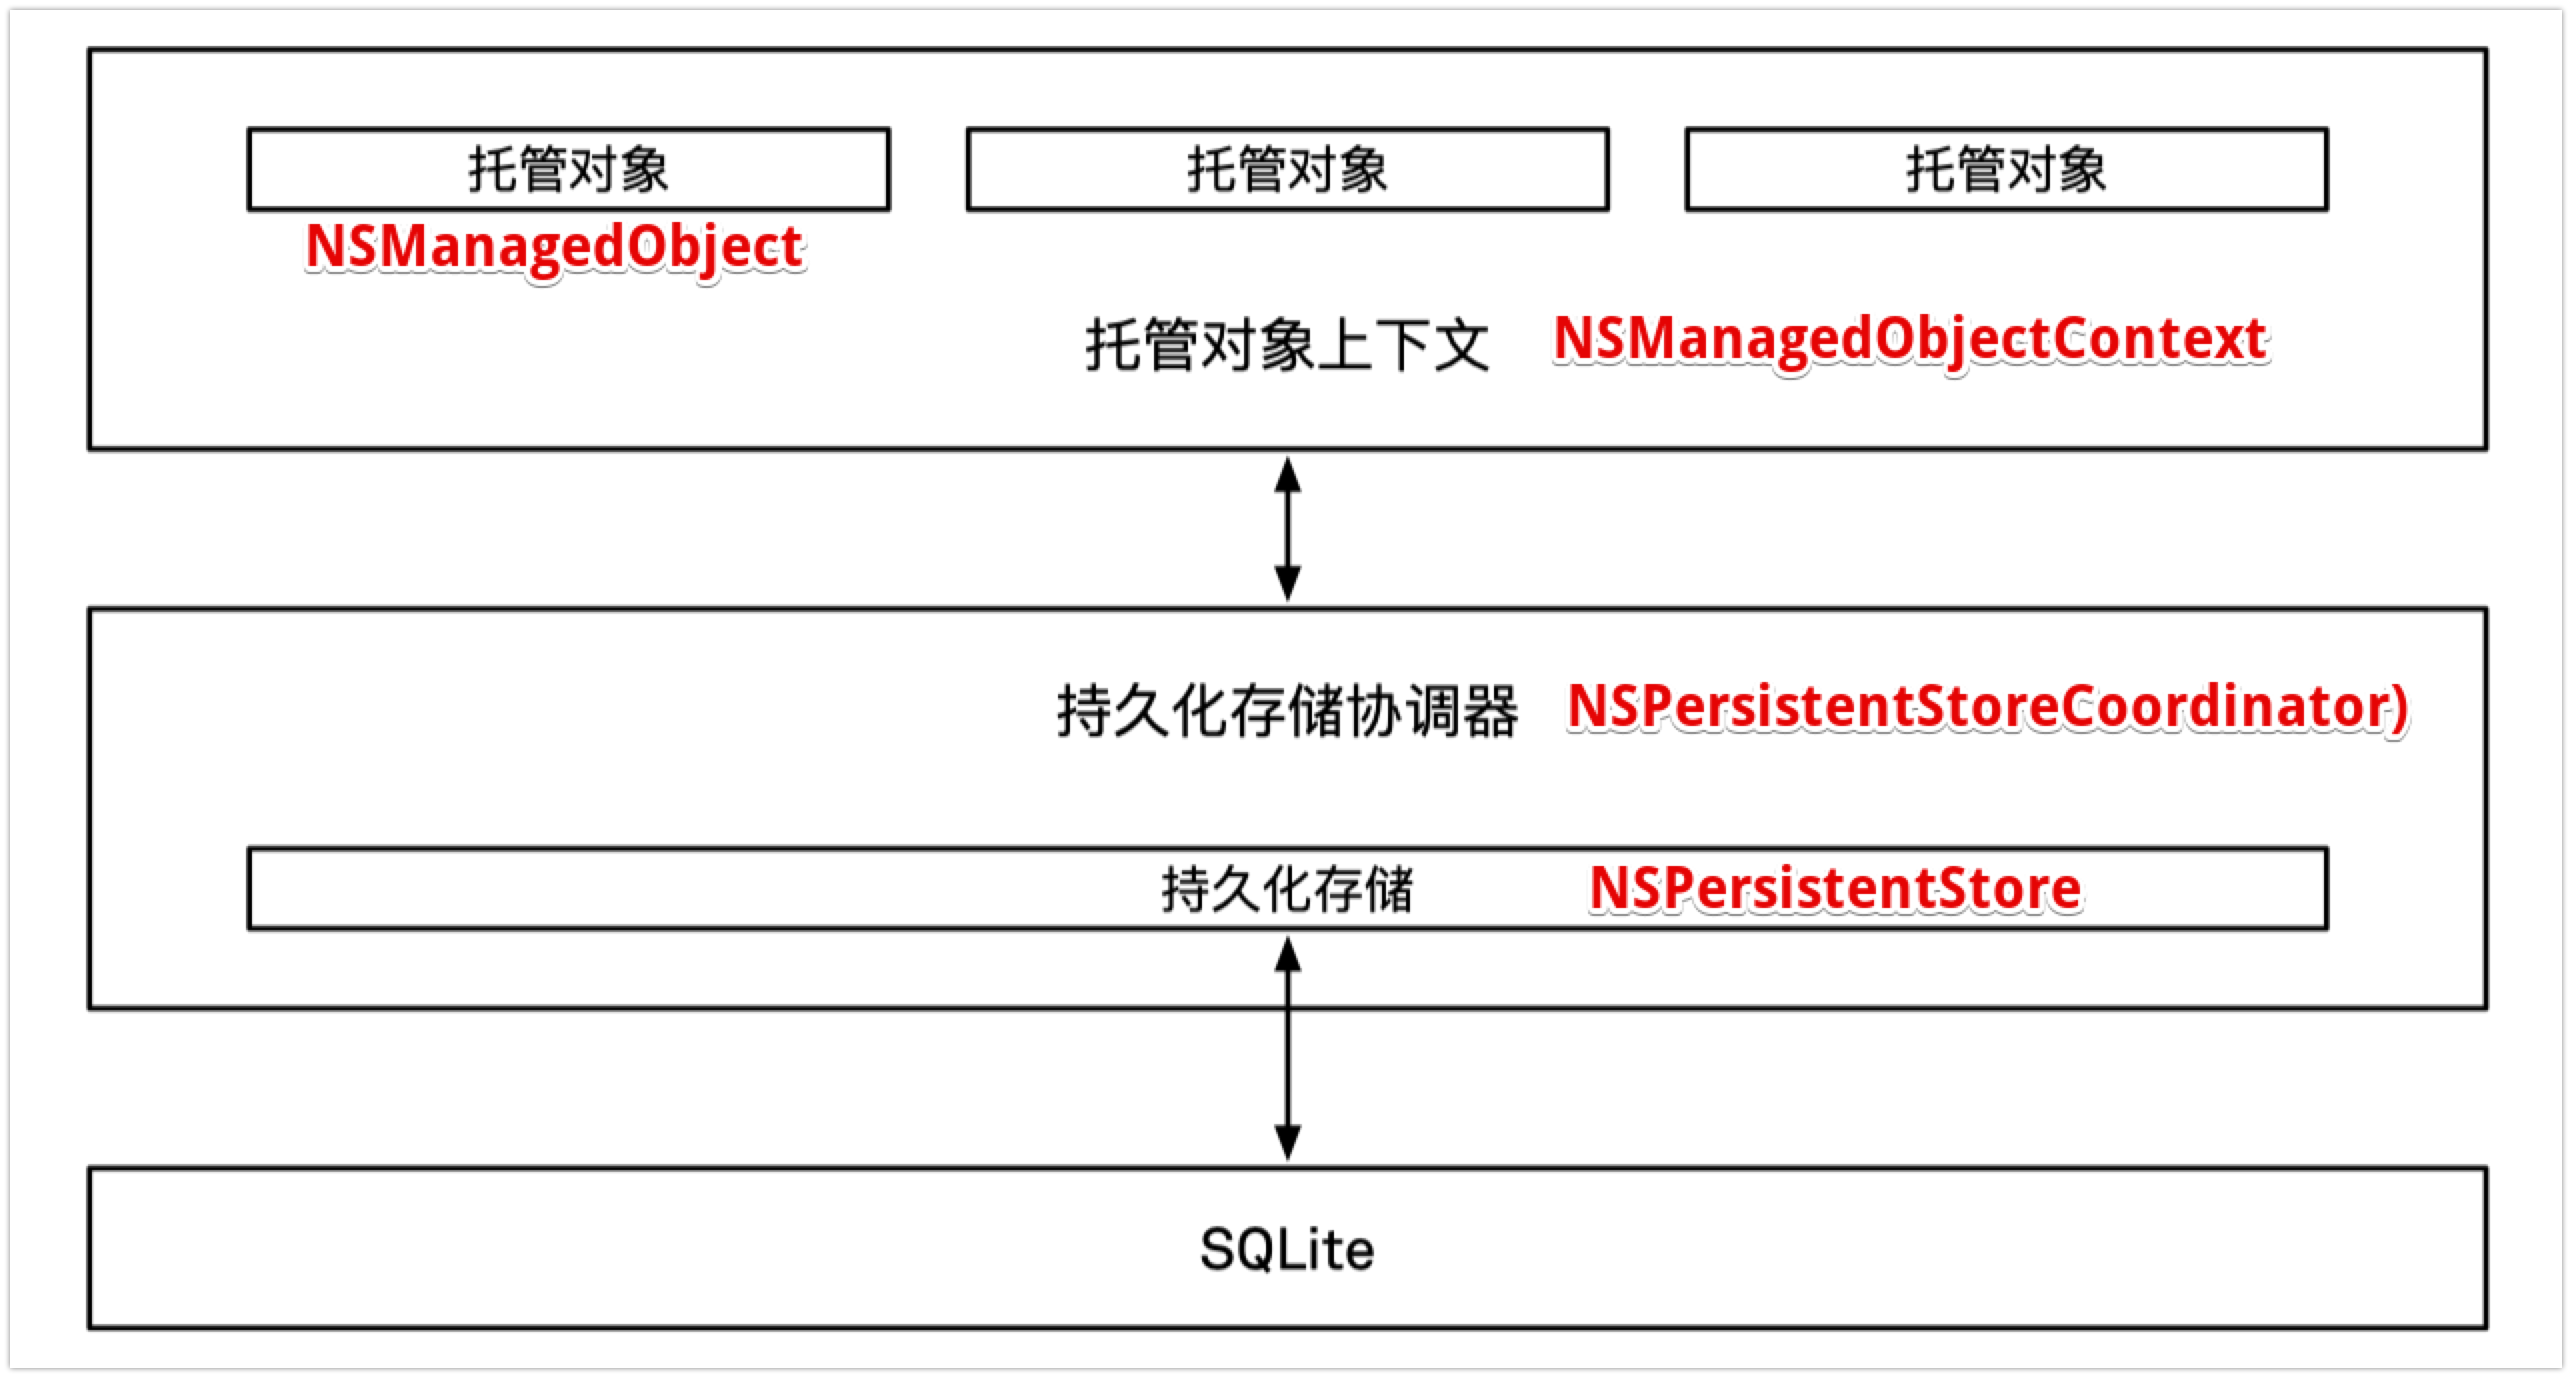 托管对象 托管对象 托管对象
NSManagedObject
托管对象上下文 NSManagedObjectContext
持久化存储协调器 NSPersistentStoreCoordinator)
持久化存储 NSPersistentStore
SQLite